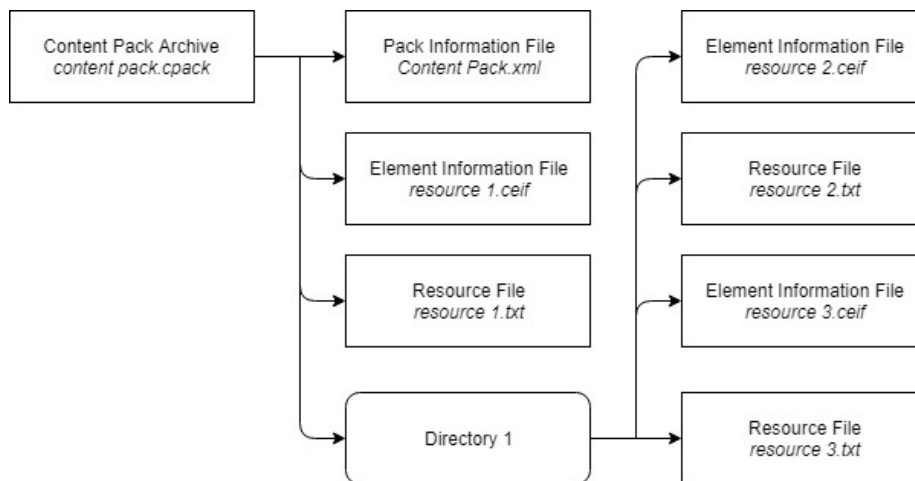 Content Pack Archive
content pack.cpack
Pack Information File
Content Pack.xml
Element Information File
resource 1.ceif
Resource File
resource 1.txt
Directory 1
Element Information File
resource 2.ceif
Resource File
resource 2.txt
Element Information File
resource 3.ceif
Resource File
resource 3.txt